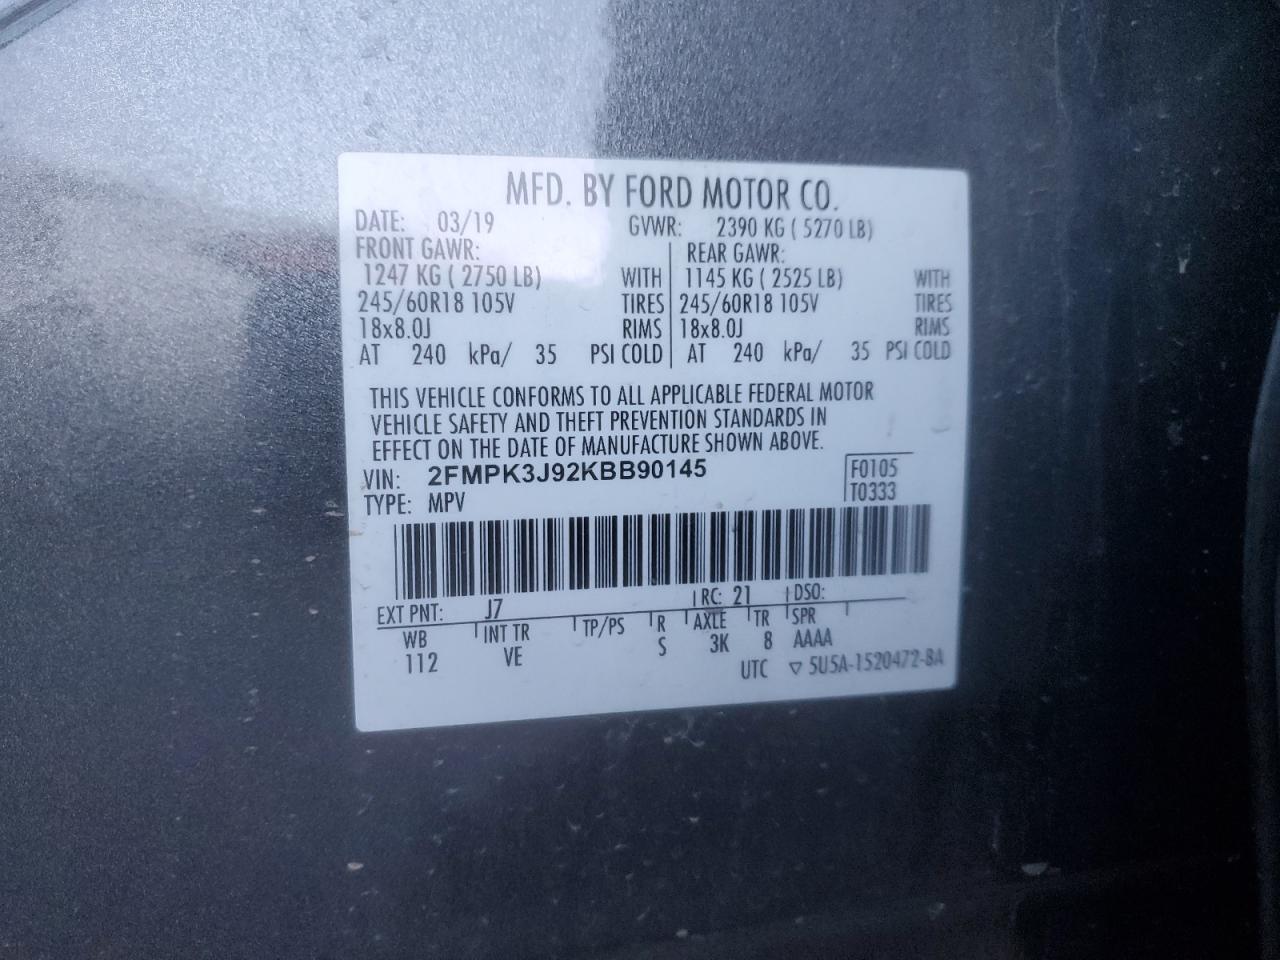 MFD. BY FORD MOTOR CO.
DATE: 03/19 GVWR: 2390 KG ( 5270 LB)
FRONT GAWR: REAR GAWR:
1247 KG ( 2750 LB) WITH 1145 KG ( 2525 LB) WITH
245/60R18 105V TIRES 245/60R18 105V TIRES
18x8.0J RIMS 18x8.0J RIMS
AT 240 kPa/ 35 PSI COLD AT 240 kPa/ 35 PSI COLD
THIS VEHICLE CONFORMS TO ALL APPLICABLE FEDERAL MOTOR
VEHICLE SAFETY AND THEFT PREVENTION STANDARDS IN
EFFECT ON THE DATE OF MANUFACTURE SHOWN ABOVE.
VIN: 2FMPK3J92KBB90145 F0105
TYPE: MPV T0333
EXT PNT: J7 RC: 21 DSO:
WB INT TR TP/PS R AXLE TR SPR
112 VE S 3K 8 AAAA
UTC ▽ 5U5A-1520472-BA